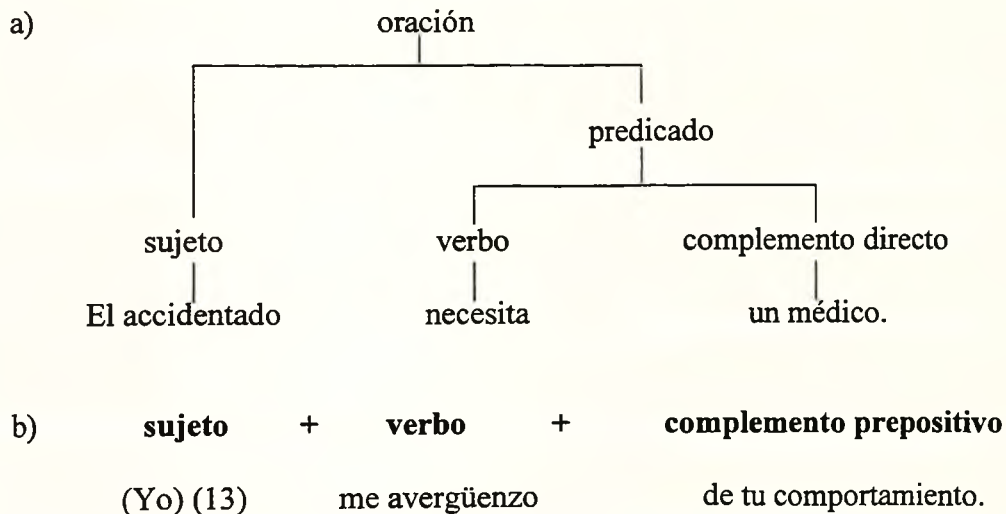 a) oración
predicado
sujeto verbo complemento directo
El accidentado necesita un médico.
b) sujeto + verbo + complemento prepositivo
(Yo) (13) me avergüenzo de tu comportamiento.